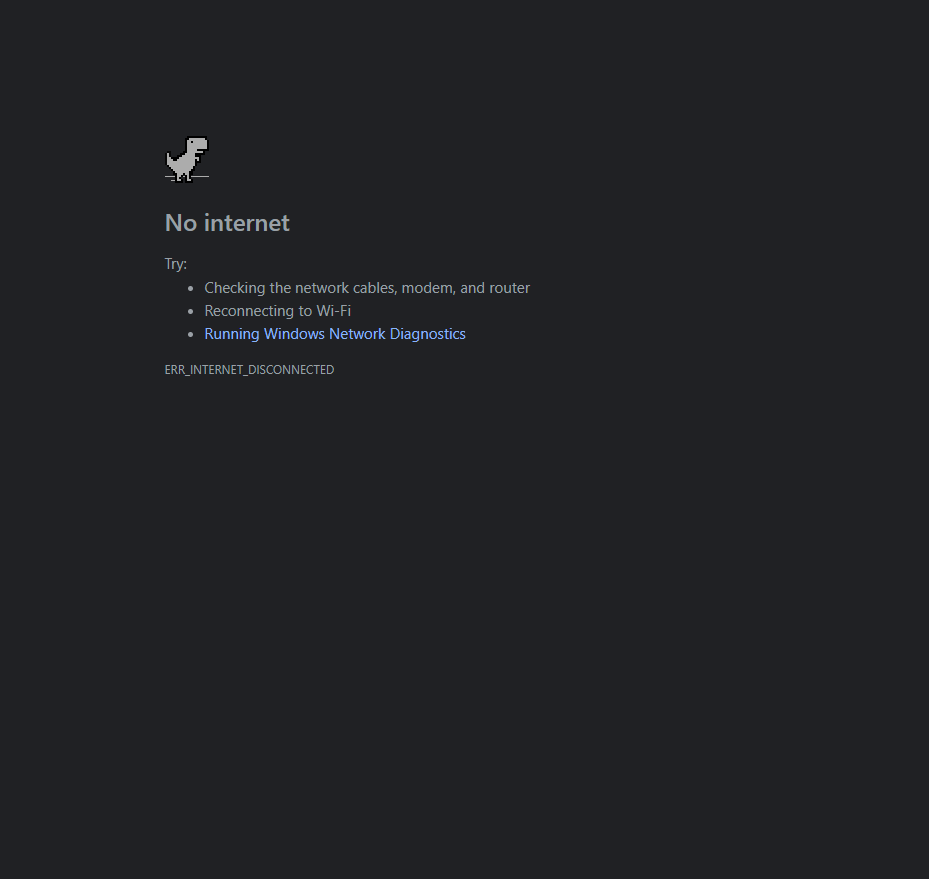 No internet
Try:
Checking the network cables, modem, and router
Reconnecting to Wi-Fi
Running Windows Network Diagnostics
ERR_INTERNET_DISCONNECTED